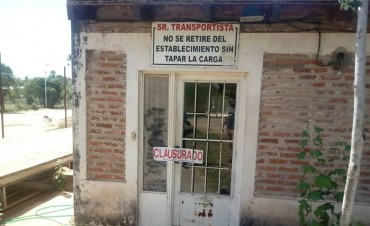 SR. TRANSPORTISTA
NO SE RETIRE DEL
ESTABLECIMIENTO SIN
TAPAR LA CARGA
CLAUSURADO